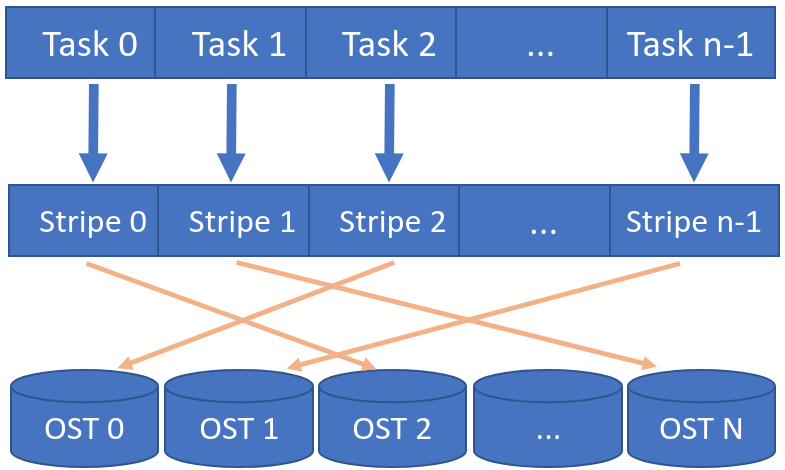 Task 0 Task 1 Task 2 ... Task n-1
Stripe 0 Stripe 1 Stripe 2 ... Stripe n-1
OST 0 OST 1 OST 2 ... OST N